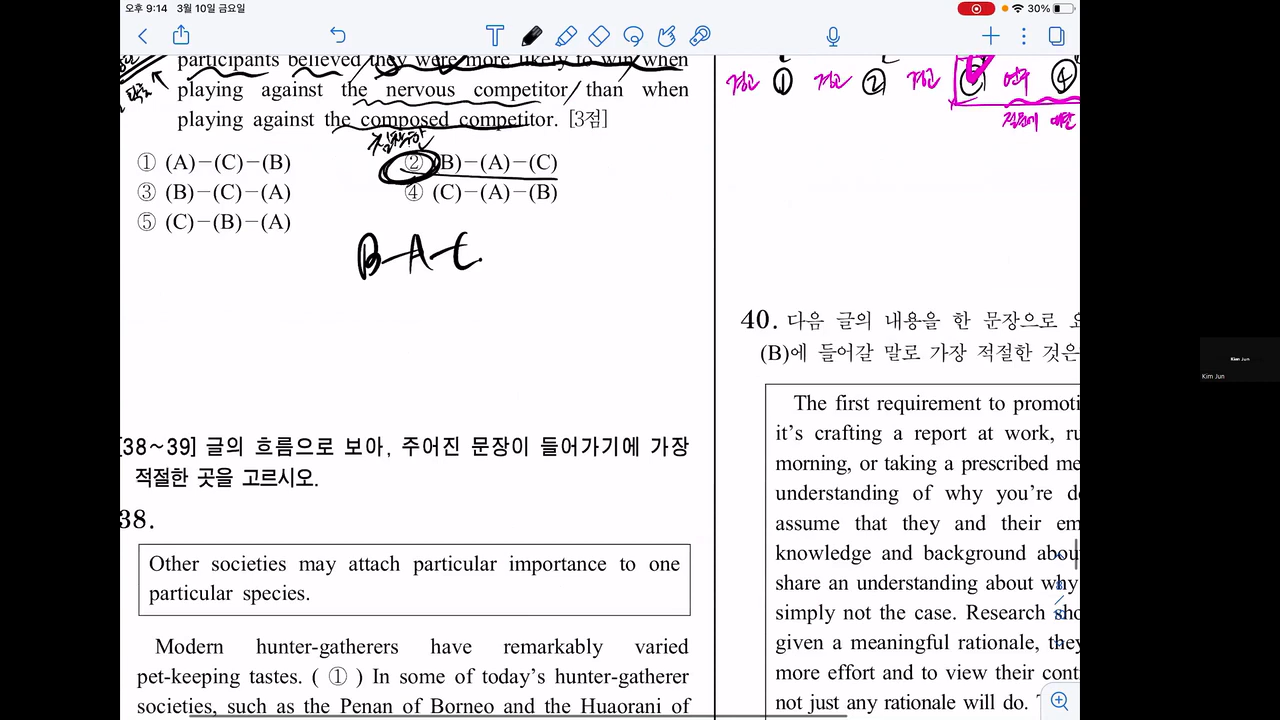 오후 9:14 3월 10일 금요일
30%
participants believed they were more likely to win when
playing against the nervous competitor than when
playing against the composed competitor. [3점]
침착한
① (A)-(C)-(B) ② (B)-(A)-(C)
③ (B)-(C)-(A) ④ (C)-(A)-(B)
⑤ (C)-(B)-(A)
B-A-C
[38~39] 글의 흐름으로 보아, 주어진 문장이 들어가기에 가장
적절한 곳을 고르시오.
38.
Other societies may attach particular importance to one
particular species.
Modern hunter-gatherers have remarkably varied
pet-keeping tastes. ( ① ) In some of today's hunter-gatherer
societies, such as the Penan of Borneo and the Huaorani of
① ② ④
40. 다음 글의 내용을 한 문장으로 요
(B)에 들어갈 말로 가장 적절한 것은
The first requirement to promoti
it's crafting a report at work, ru
morning, or taking a prescribed me
understanding of why you're d
assume that they and their em
knowledge and background abou
share an understanding about why
simply not the case. Research sho
given a meaningful rationale, they
more effort and to view their cont
not just any rationale will do.
Kim Jun
Kim Jun